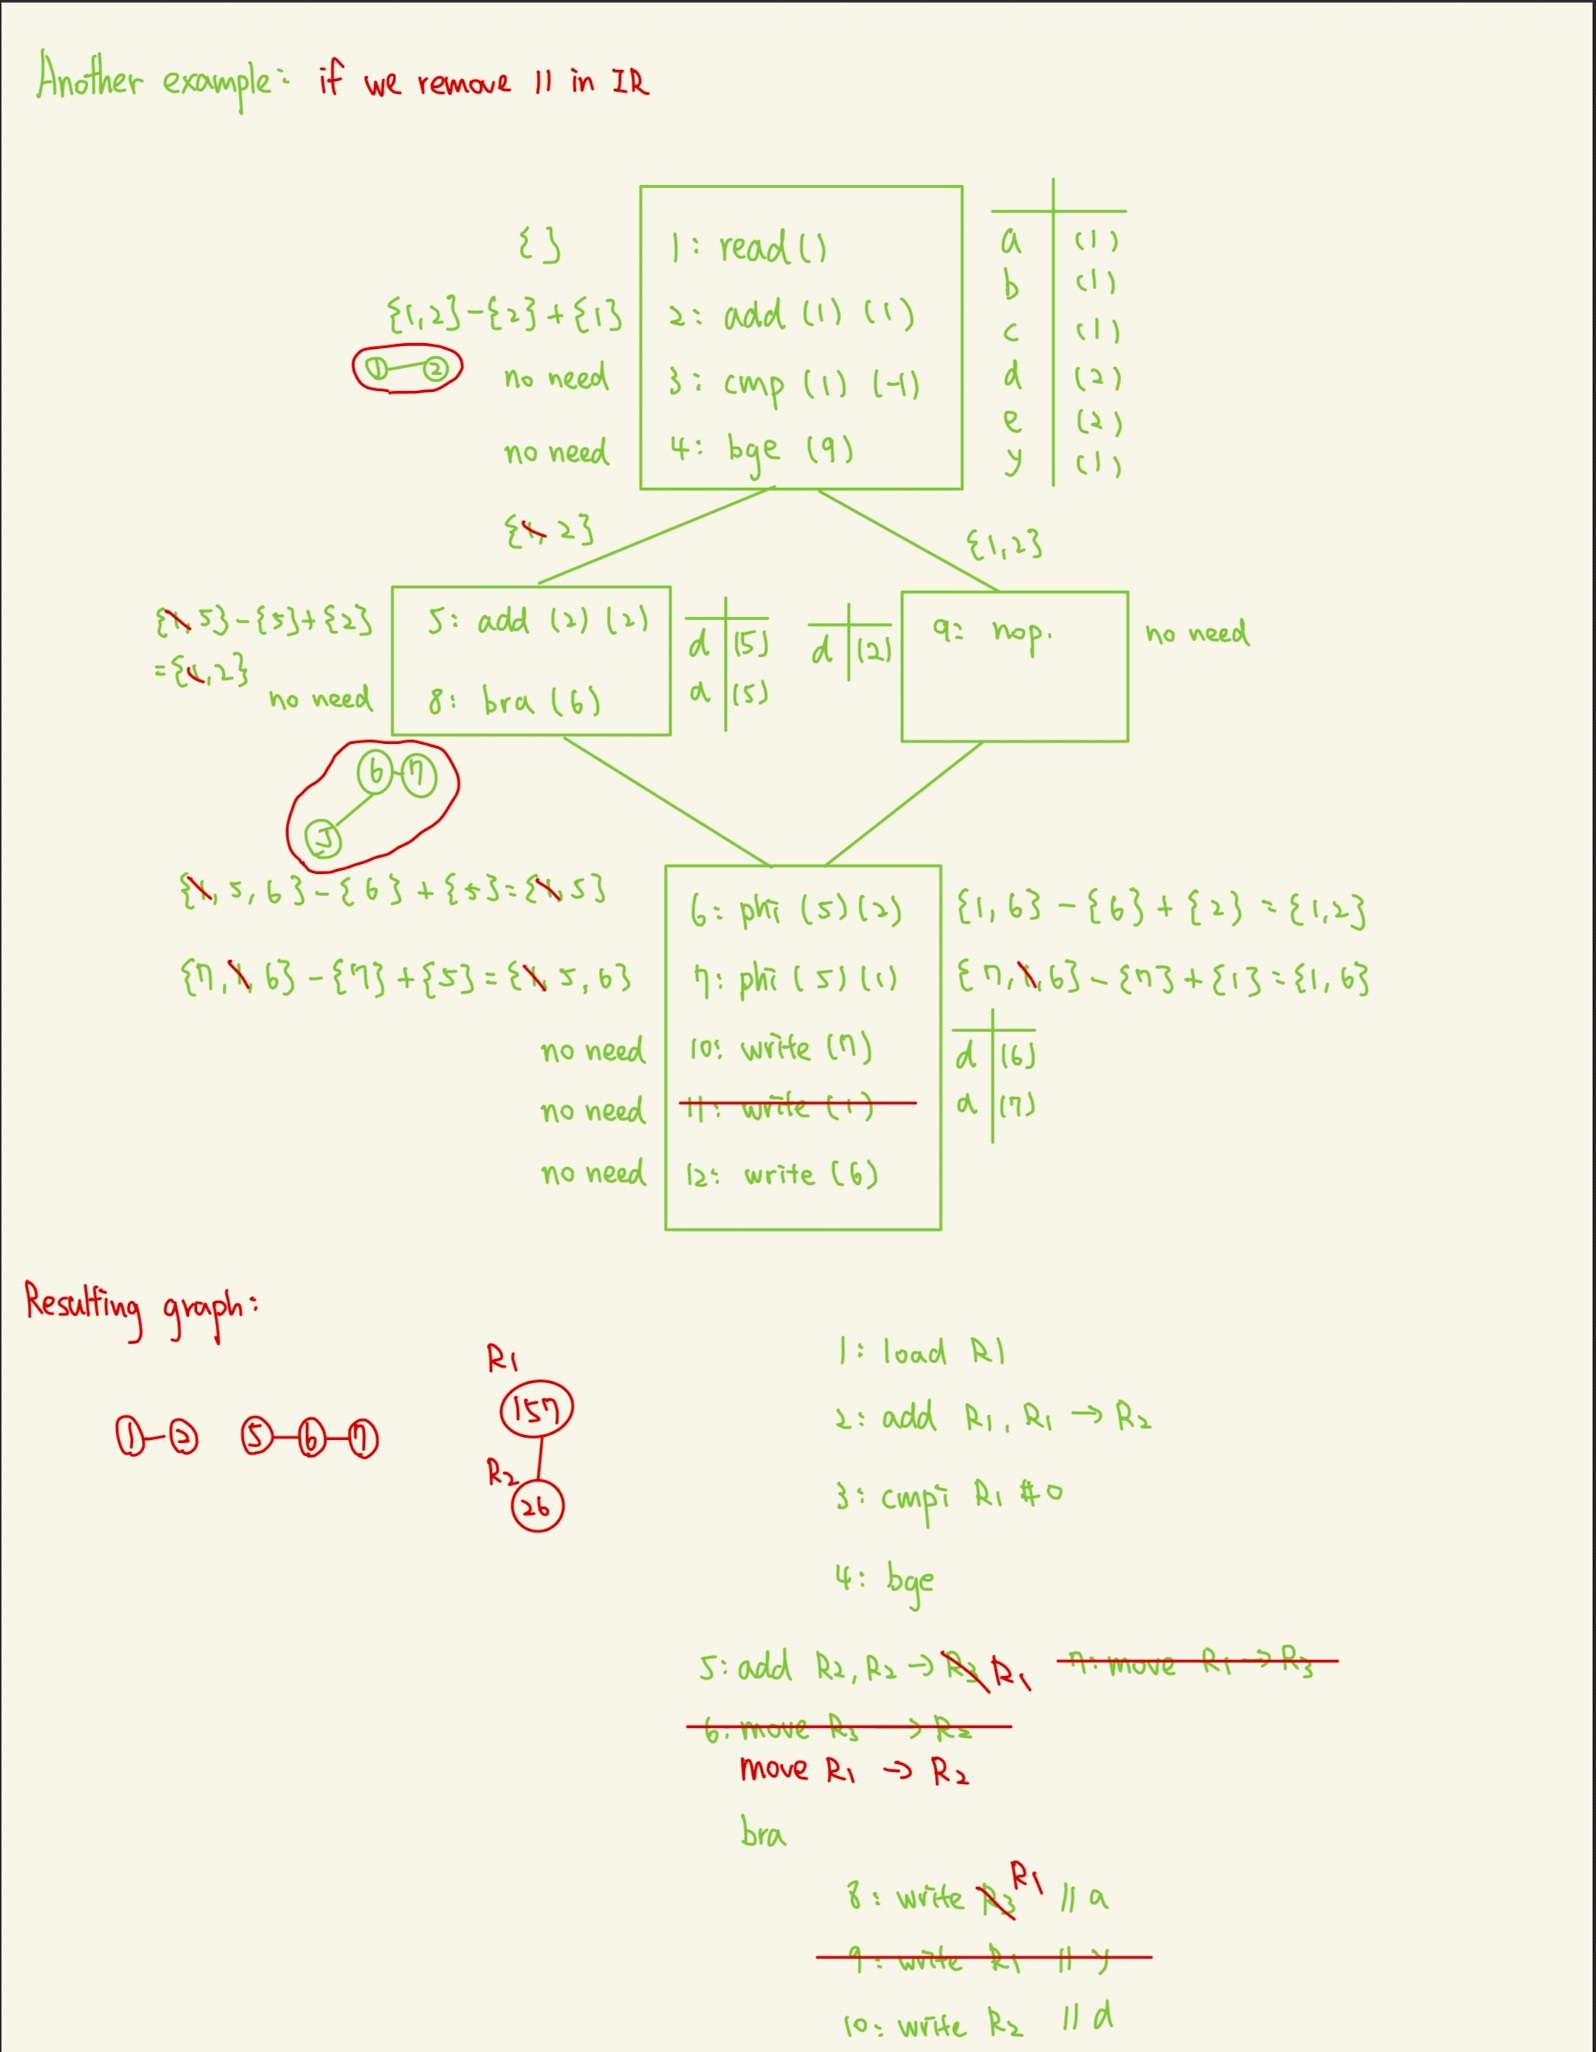 Another example: if we remove 11 in IR
{ } 1: read() a (1)
b (1)
{1,2}-{2}+{1} 2: add (1) (1) c (1)
① ② no need 3: cmp (1) (-1) d (2)
e (2)
no need 4: bge (9) y (1)
{1, 2} {1,2}
{1, 5}-{5}+{2} 5: add (2) (2) d (5) d (2) 9: nop. no need
={1,2} a (5)
no need 8: bra (6)
⑥ ⑦
⑤
{1, 5, 6} - {6} + {5} = {1, 5} 6: phi (5) (2) {1, 6} - {6} + {2} = {1,2}
{7, 1, 6} - {7} + {5} = {1, 5, 6} 7: phi (5) (1) {7, 1, 6} - {7} + {1} = {1, 6}
no need 10: write (7) d (6)
no need 11: write (1) a (7)
no need 12: write (6)
Resulting graph:
1: load R1
R1
157
2: add R1, R1 → R2
① ② ⑤ ⑥ ⑦
R2
26
3: cmpi R1 #0
4: bge
5: add R2, R2 → R3 R1 7: move R1 → R3
6: move R3 → R2
move R1 → R2
bra
R1
8: write R3 // a
9: write R1 // y
10: write R2 // d